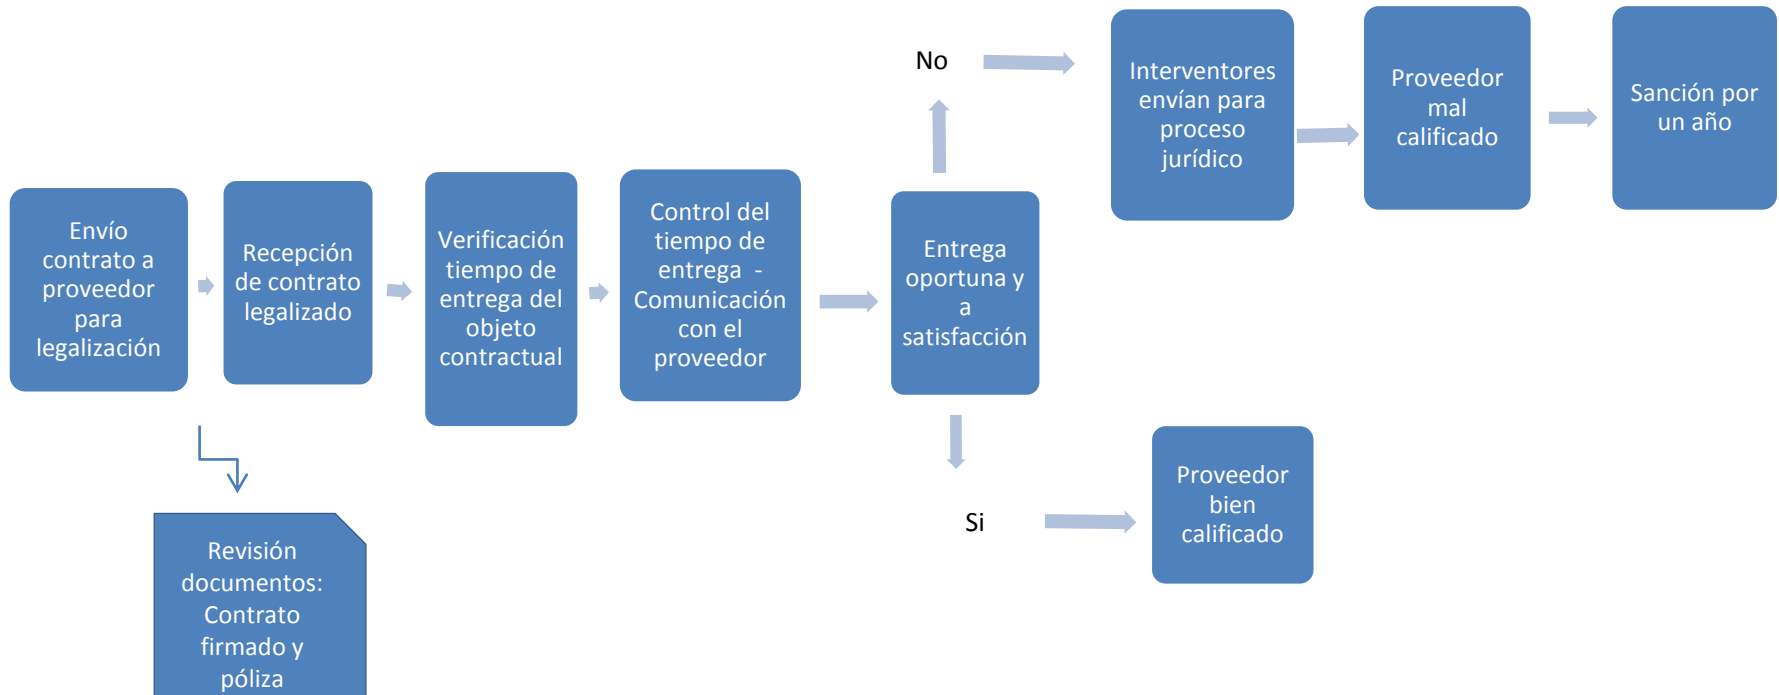 Envío
contrato a
proveedor
para
legalización
Recepción
de contrato
legalizado
Verificación
tiempo de
entrega del
objeto
contractual
Control del
tiempo de
entrega -
Comunicación
con el
proveedor
Entrega
oportuna y
a
satisfacción
No
Interventores
envían para
proceso
jurídico
Proveedor
mal
calificado
Sanción por
un año
Si
Proveedor
bien
calificado
Revisión
documentos:
Contrato
firmado y
póliza